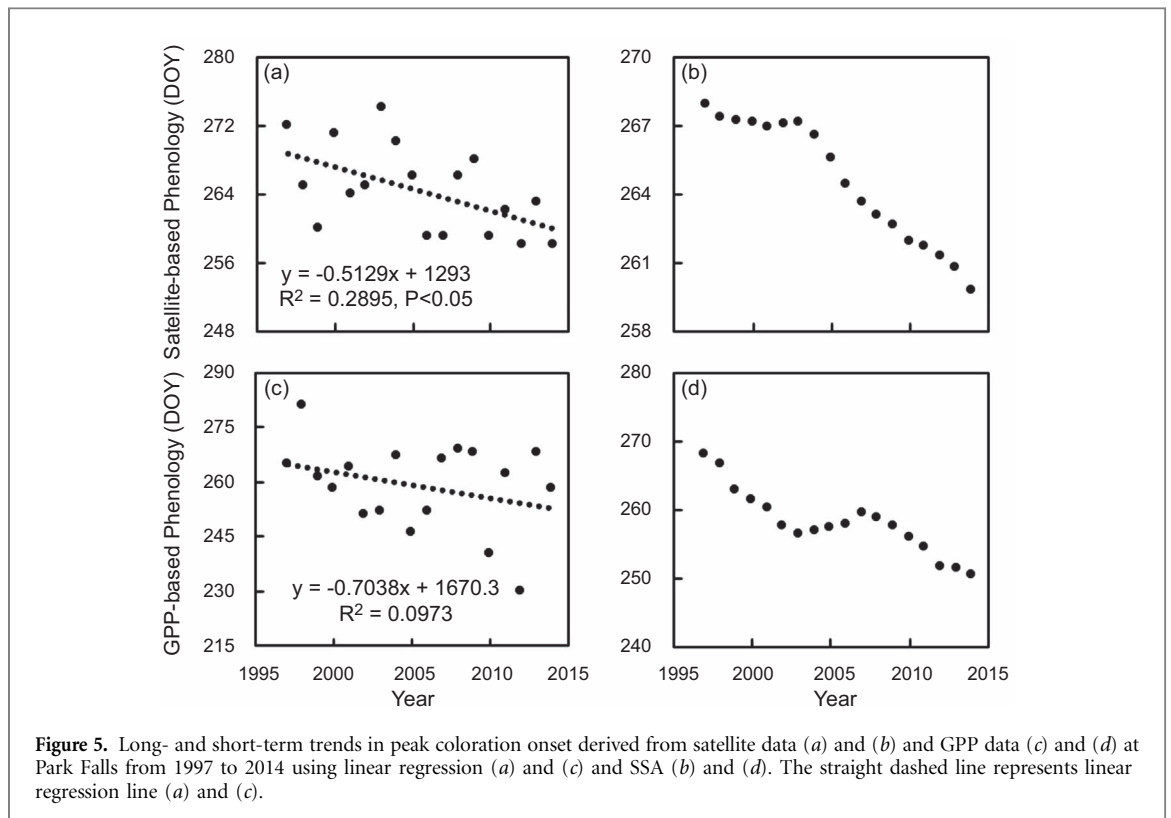 Satellite-based Phenology (DOY)
280
272
264
256
248
(a)
y = -0.5129x + 1293
R² = 0.2895, P<0.05
270
267
264
261
258
(b)
GPP-based Phenology (DOY)
290
275
260
245
230
215
(c)
y = -0.7038x + 1670.3
R² = 0.0973
1995 2000 2005 2010 2015
Year
280
270
260
250
240
(d)
1995 2000 2005 2010 2015
Year
Figure 5. Long- and short-term trends in peak coloration onset derived from satellite data (a) and (b) and GPP data (c) and (d) at
Park Falls from 1997 to 2014 using linear regression (a) and (c) and SSA (b) and (d). The straight dashed line represents linear
regression line (a) and (c).